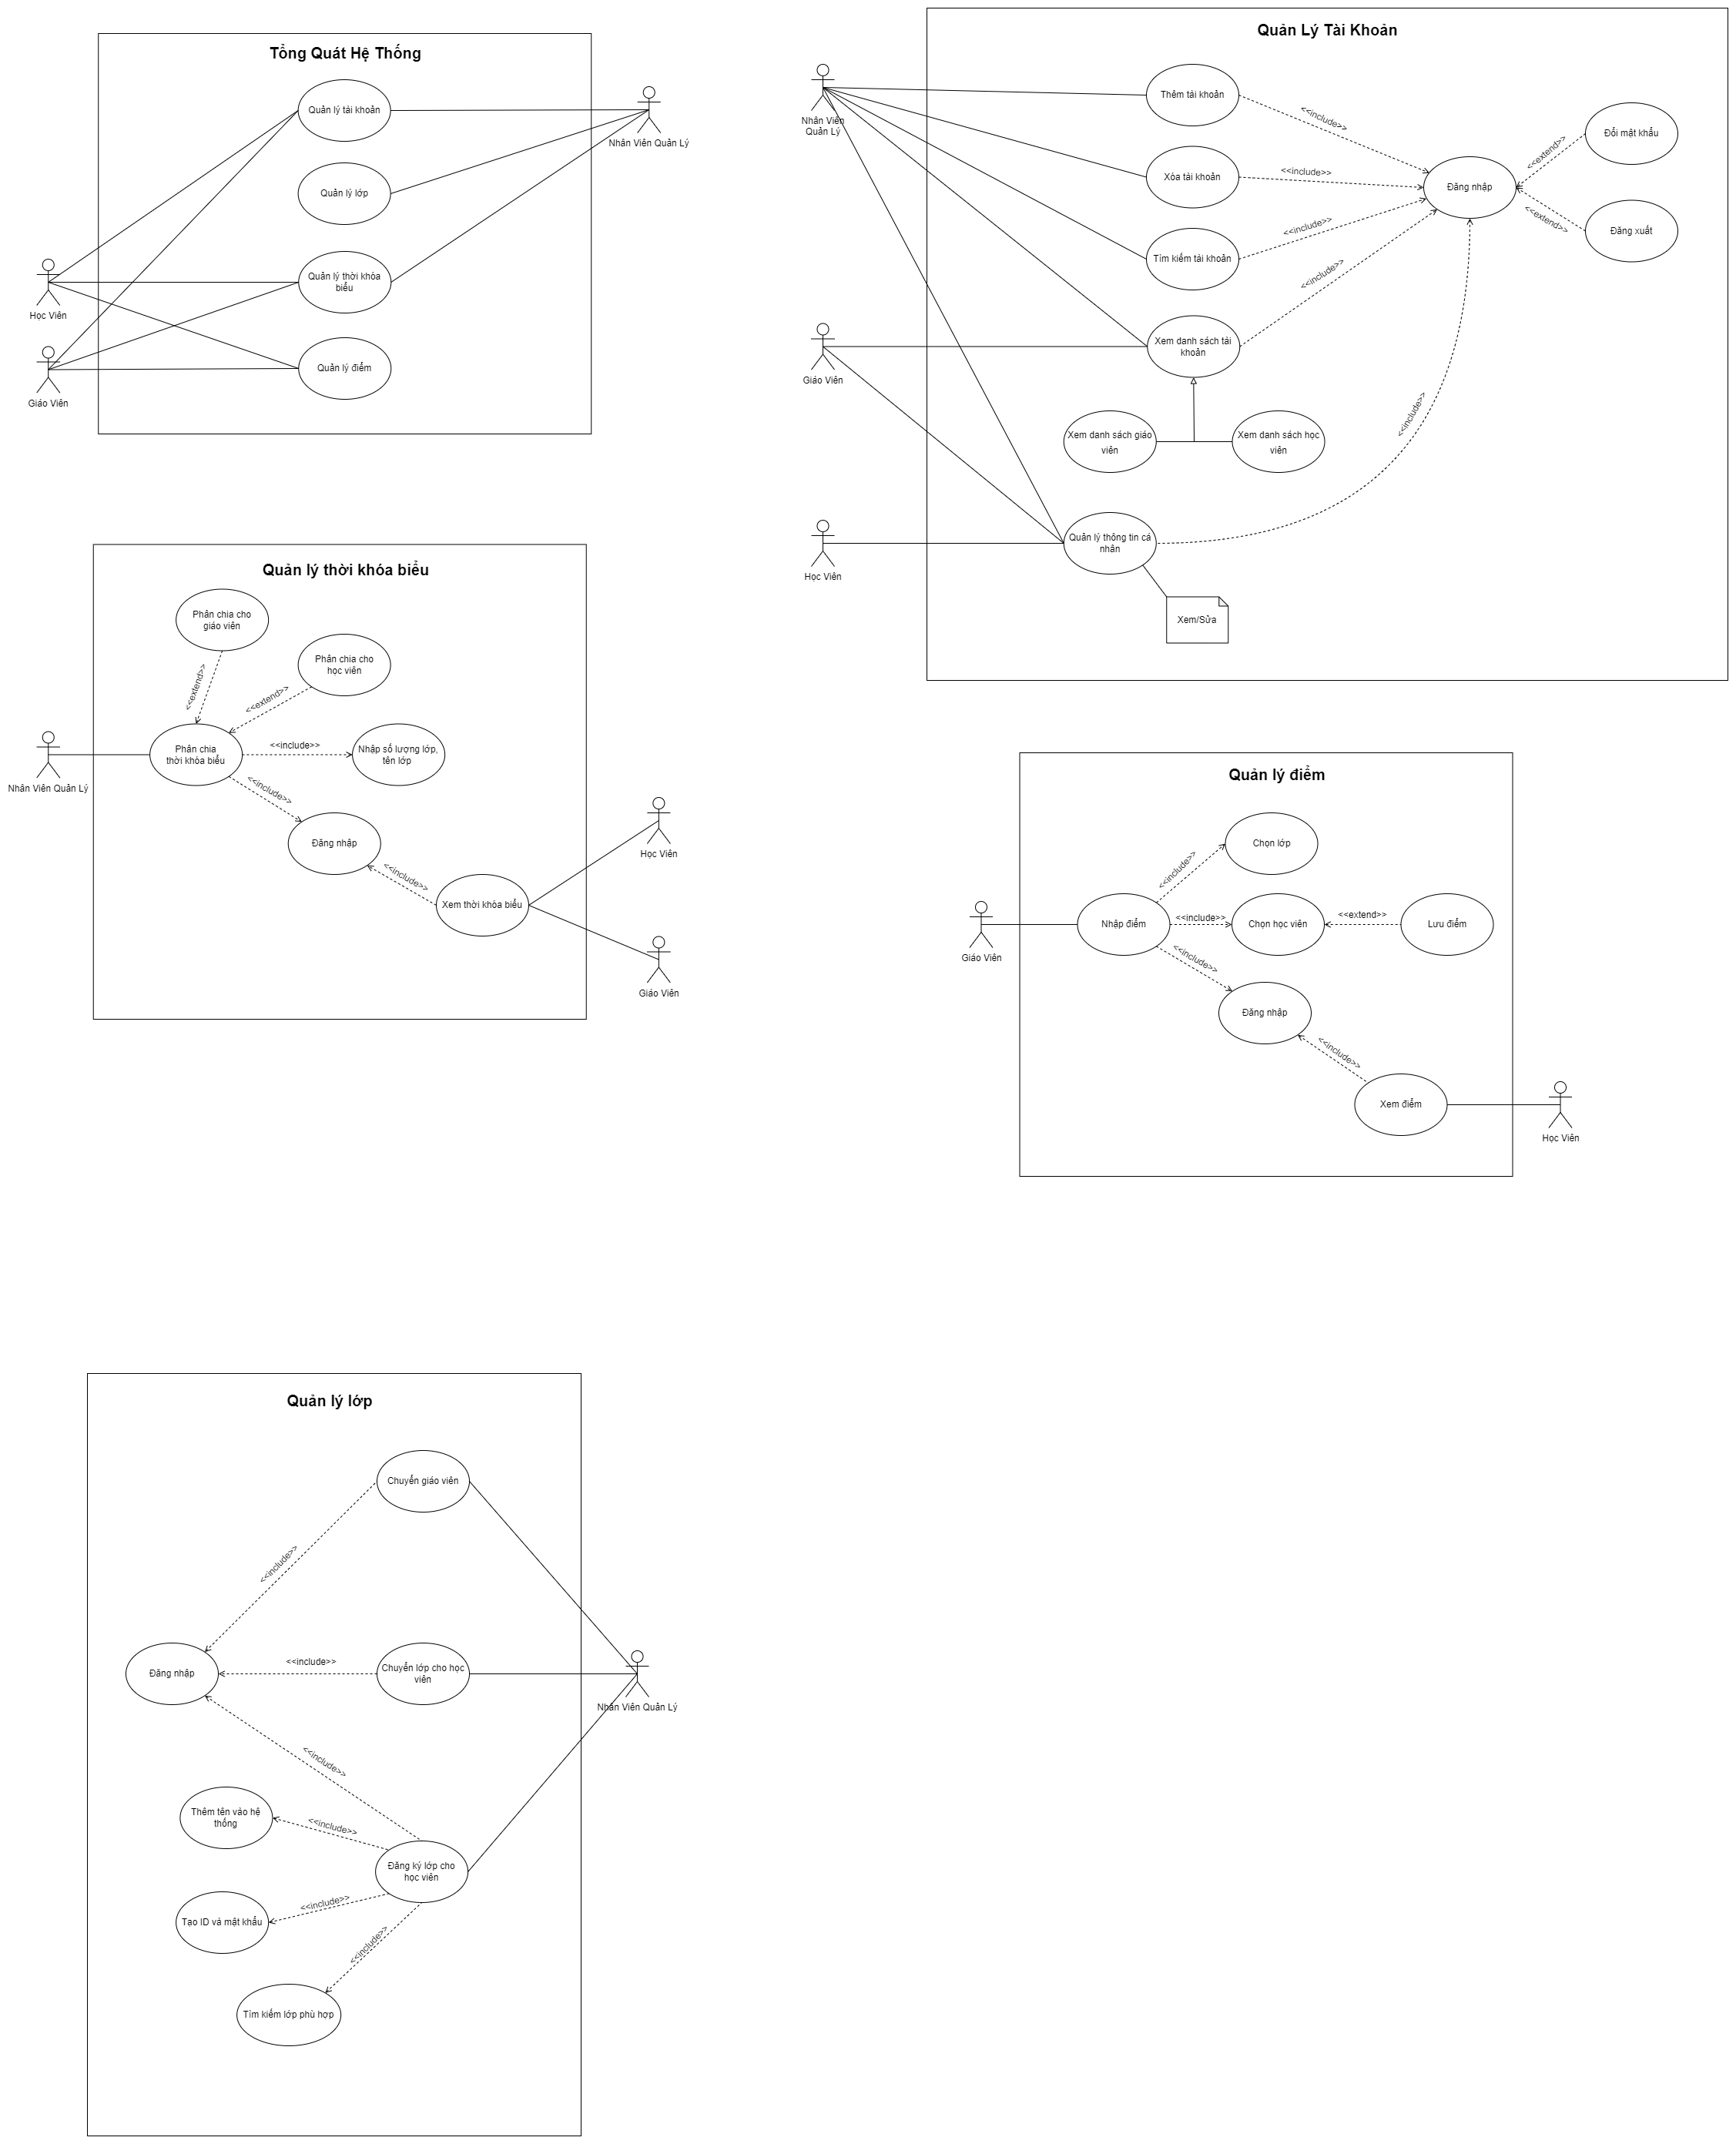 Tổng Quát Hệ Thống
Quản lý tài khoản
Nhân Viên Quản Lý
Quản lý lớp
Quản lý thời khóa
biểu
Học Viên
Quản lý điểm
Giáo Viên
Quản Lý Tài Khoản
Nhân Viên
Quản Lý
Thêm tài khoản
<<include>>
Đổi mật khẩu
<<extend>>
Xóa tài khoản
<<include>>
Đăng nhập
<<extend>>
Đăng xuất
Tìm kiếm tài khoản
<<include>>
<<include>>
Giáo Viên
Xem danh sách tài
khoản
<<include>>
Xem danh sách giáo
viên
Xem danh sách học
viên
Học Viên
Quản lý thông tin cá
nhân
Xem/Sửa
Quản lý thời khóa biểu
Phân chia cho
giáo viên
Phân chia cho
học viên
<<extend>>
<<extend>>
Nhân Viên Quản Lý
Phân chia
thời khóa biểu
<<include>>
Nhập số lượng lớp,
tên lớp
<<include>>
Đăng nhập
<<include>>
Xem thời khóa biểu
Học Viên
Giáo Viên
Quản lý điểm
Chọn lớp
<<include>>
Giáo Viên
Nhập điểm
<<include>>
Chọn học viên
<<extend>>
Lưu điểm
<<include>>
Đăng nhập
<<include>>
Xem điểm
Học Viên
Quản lý lớp
Chuyển giáo viên
<<include>>
Đăng nhập
<<include>>
Chuyển lớp cho học
viên
Nhân Viên Quản Lý
<<include>>
Thêm tên vào hệ
thống
<<include>>
Đăng ký lớp cho
học viên
Tạo ID và mật khẩu
<<include>>
<<include>>
Tìm kiếm lớp phù hợp